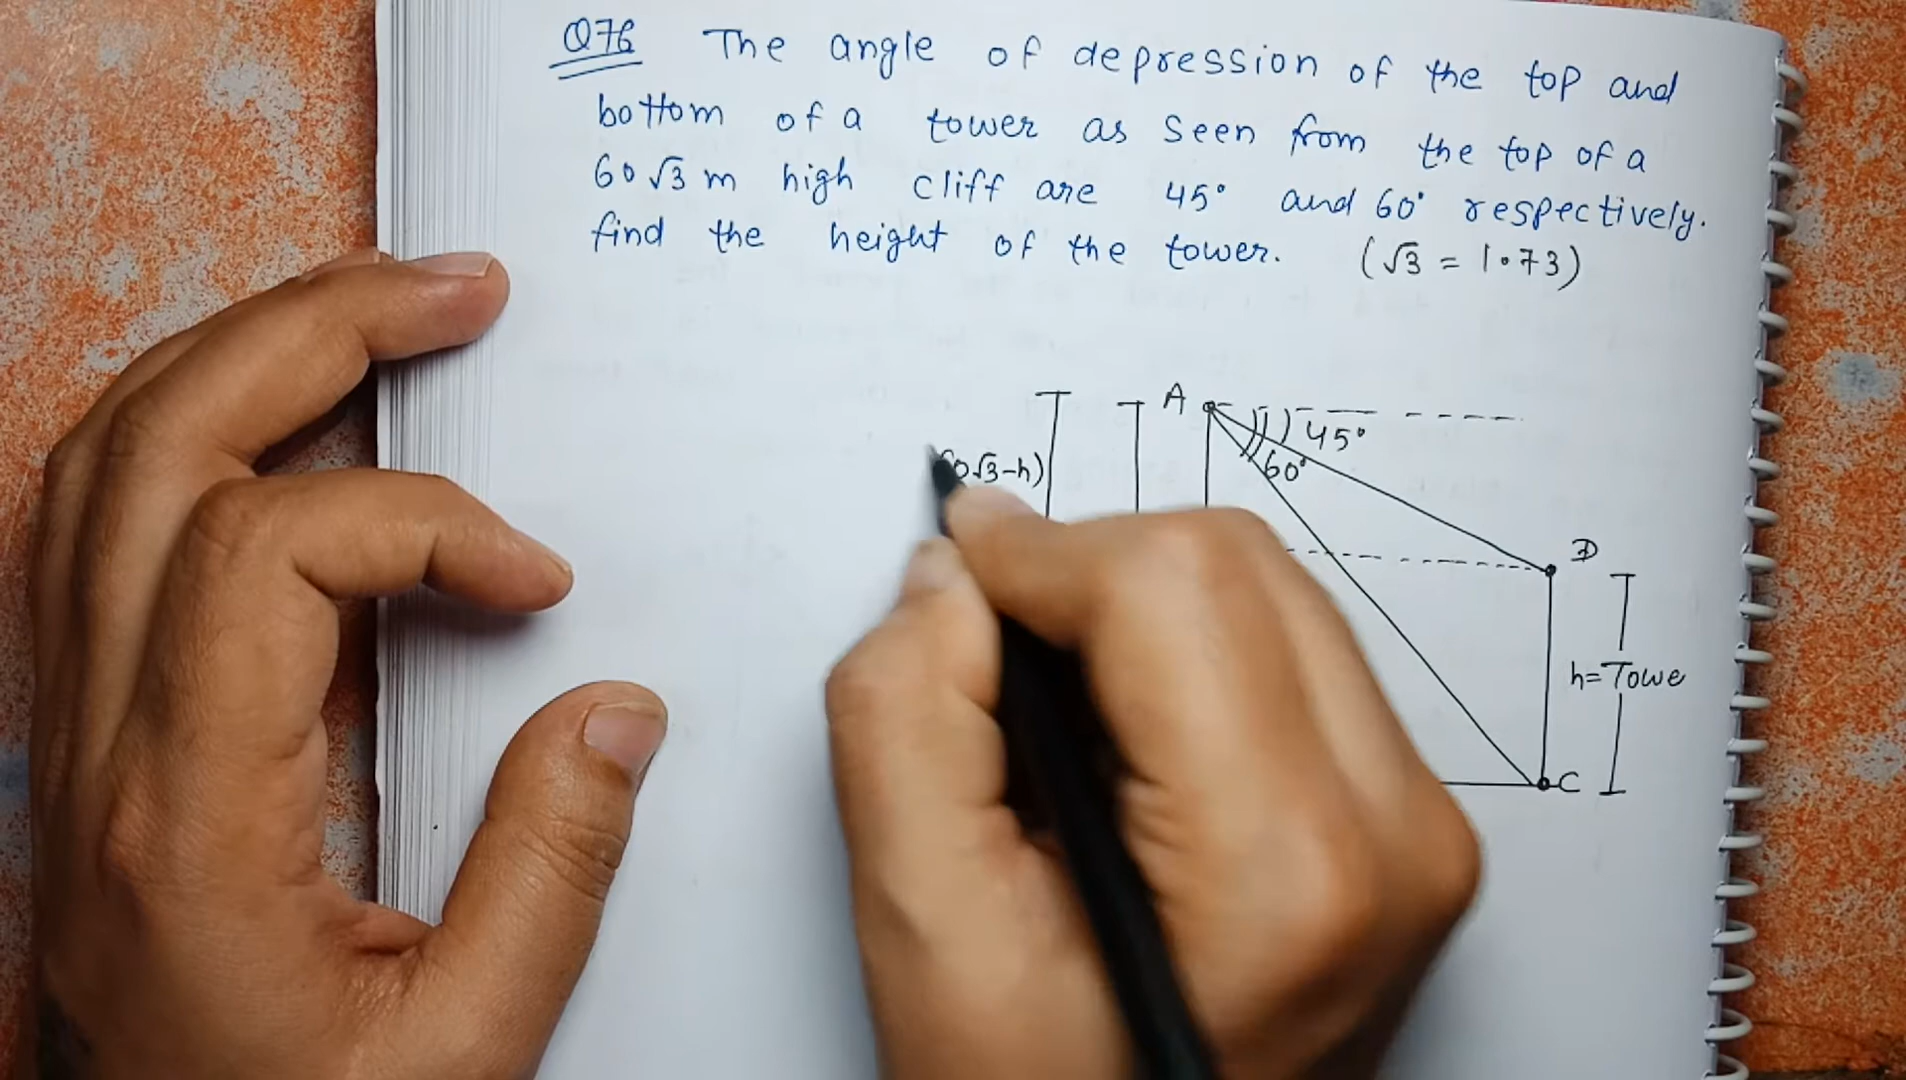 Q76 The angle of depression of the top and
bottom of a tower as seen from the top of a
60√3 m high cliff are 45° and 60° respectively.
find the height of the tower. (√3 = 1.73)
A
45°
0√3-h)
60°
D
h=Towe
C